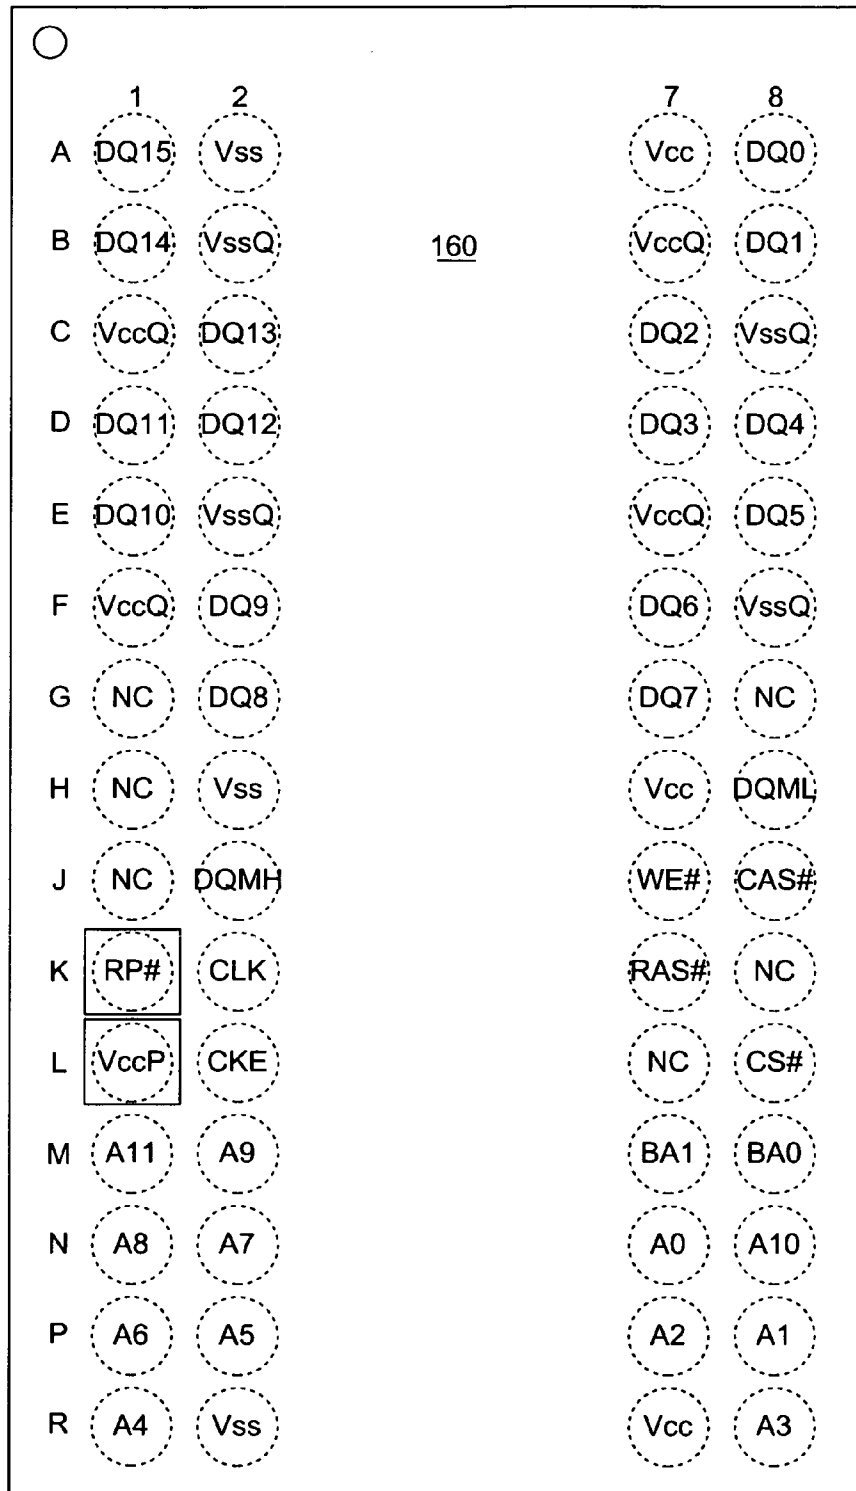 1 2 7 8
A DQ15 Vss Vcc DQ0
B DQ14 VssQ 160 VccQ DQ1
C VccQ DQ13 DQ2 VssQ
D DQ11 DQ12 DQ3 DQ4
E DQ10 VssQ VccQ DQ5
F VccQ DQ9 DQ6 VssQ
G NC DQ8 DQ7 NC
H NC Vss Vcc DQML
J NC DQMH WE# CAS#
K RP# CLK RAS# NC
L VccP CKE NC CS#
M A11 A9 BA1 BA0
N A8 A7 A0 A10
P A6 A5 A2 A1
R A4 Vss Vcc A3